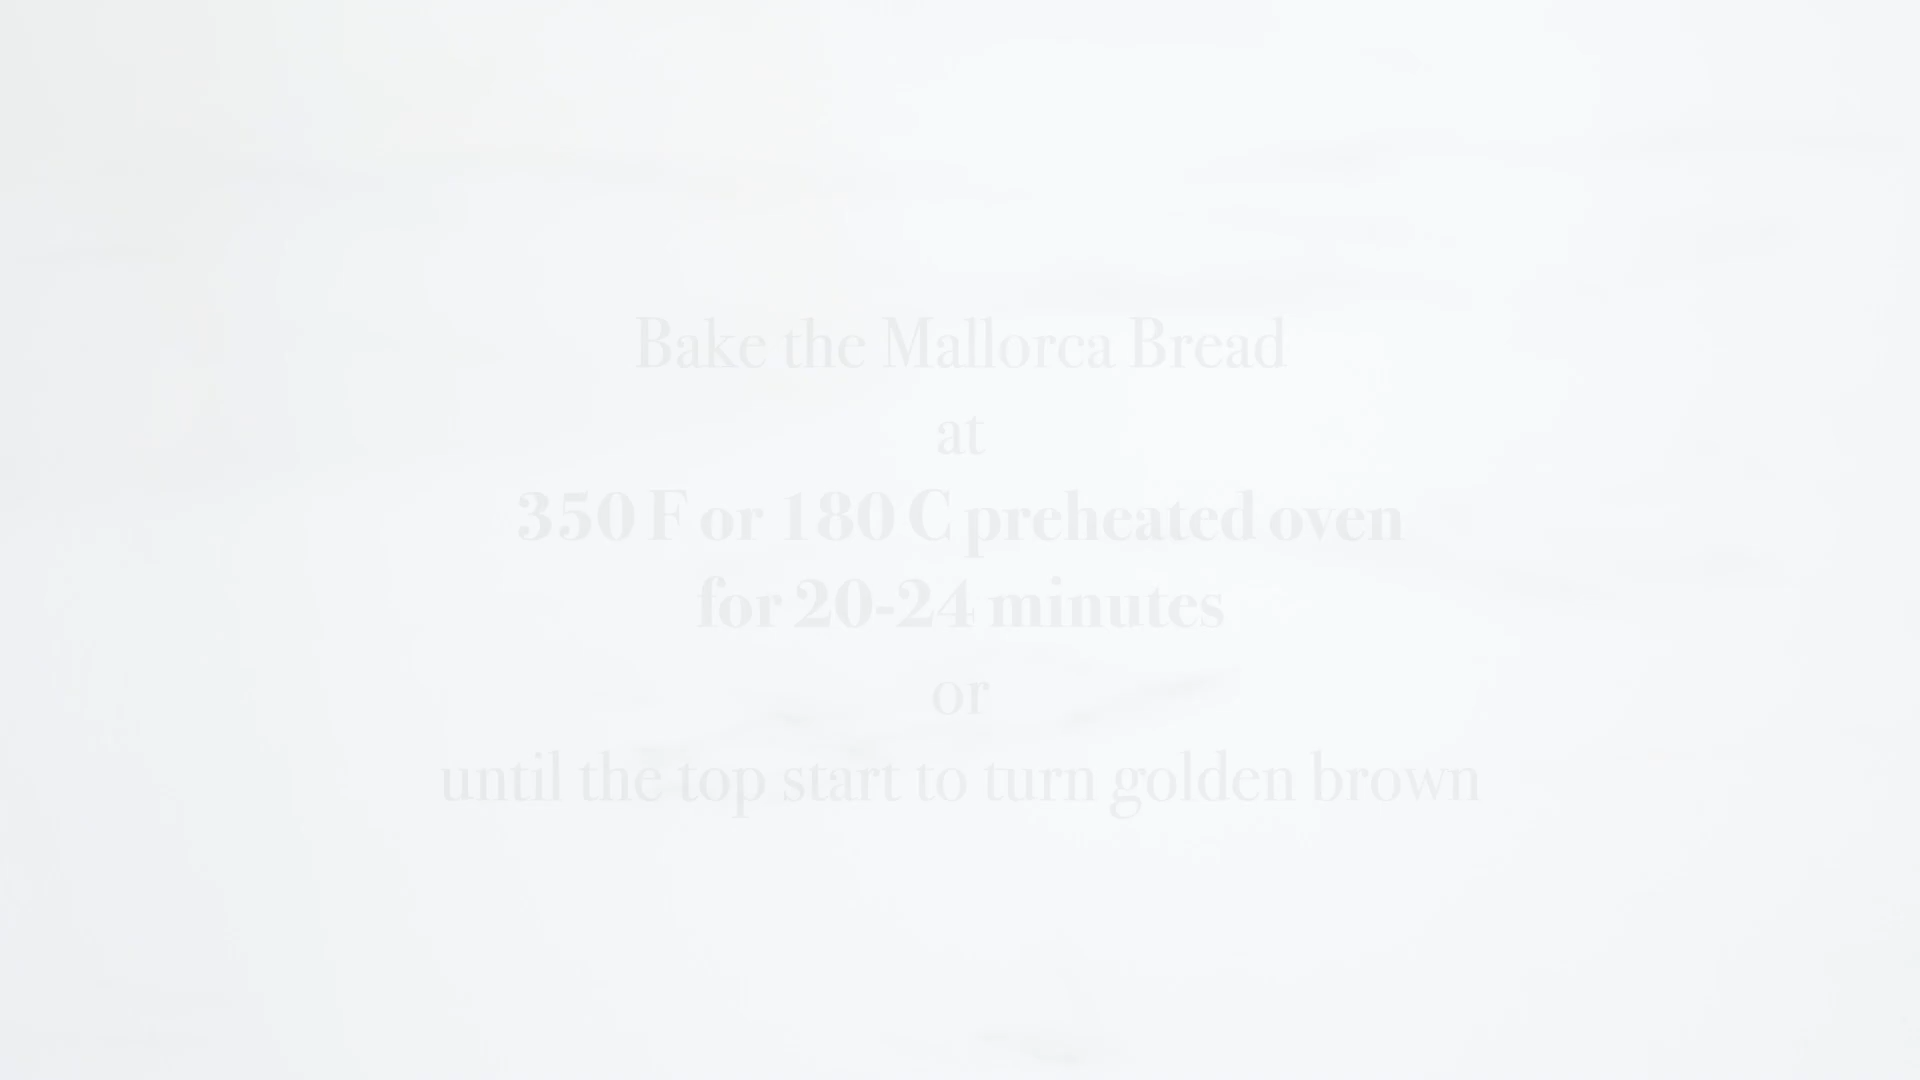 Bake the Mallorca Bread
at
350 F or 180 C preheated oven
for 20-24 minutes
or
until the top start to turn golden brown